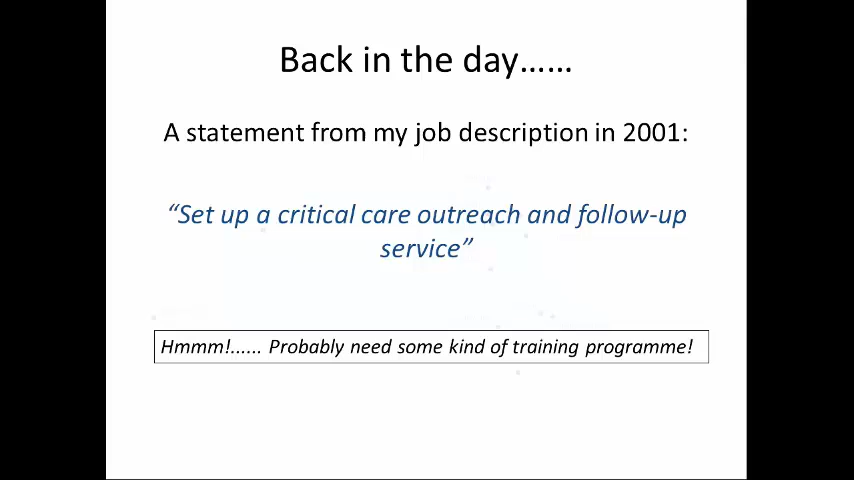 Back in the day......
A statement from my job description in 2001:
“Set up a critical care outreach and follow-up
service”
Hmmm!...... Probably need some kind of training programme!